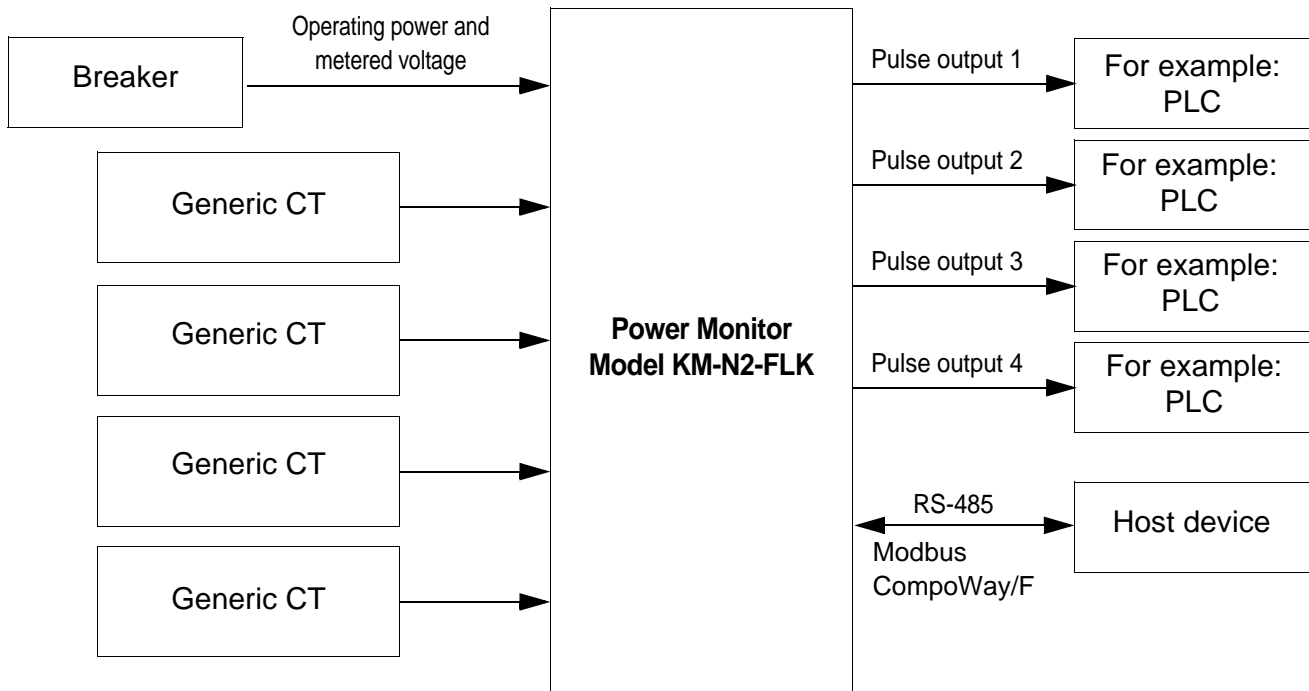 Operating power and
metered voltage
Breaker
Generic CT
Generic CT
Generic CT
Generic CT
Power Monitor
Model KM-N2-FLK
Pulse output 1
For example:
PLC
Pulse output 2
For example:
PLC
Pulse output 3
For example:
PLC
Pulse output 4
For example:
PLC
RS-485
Modbus
CompoWay/F
Host device